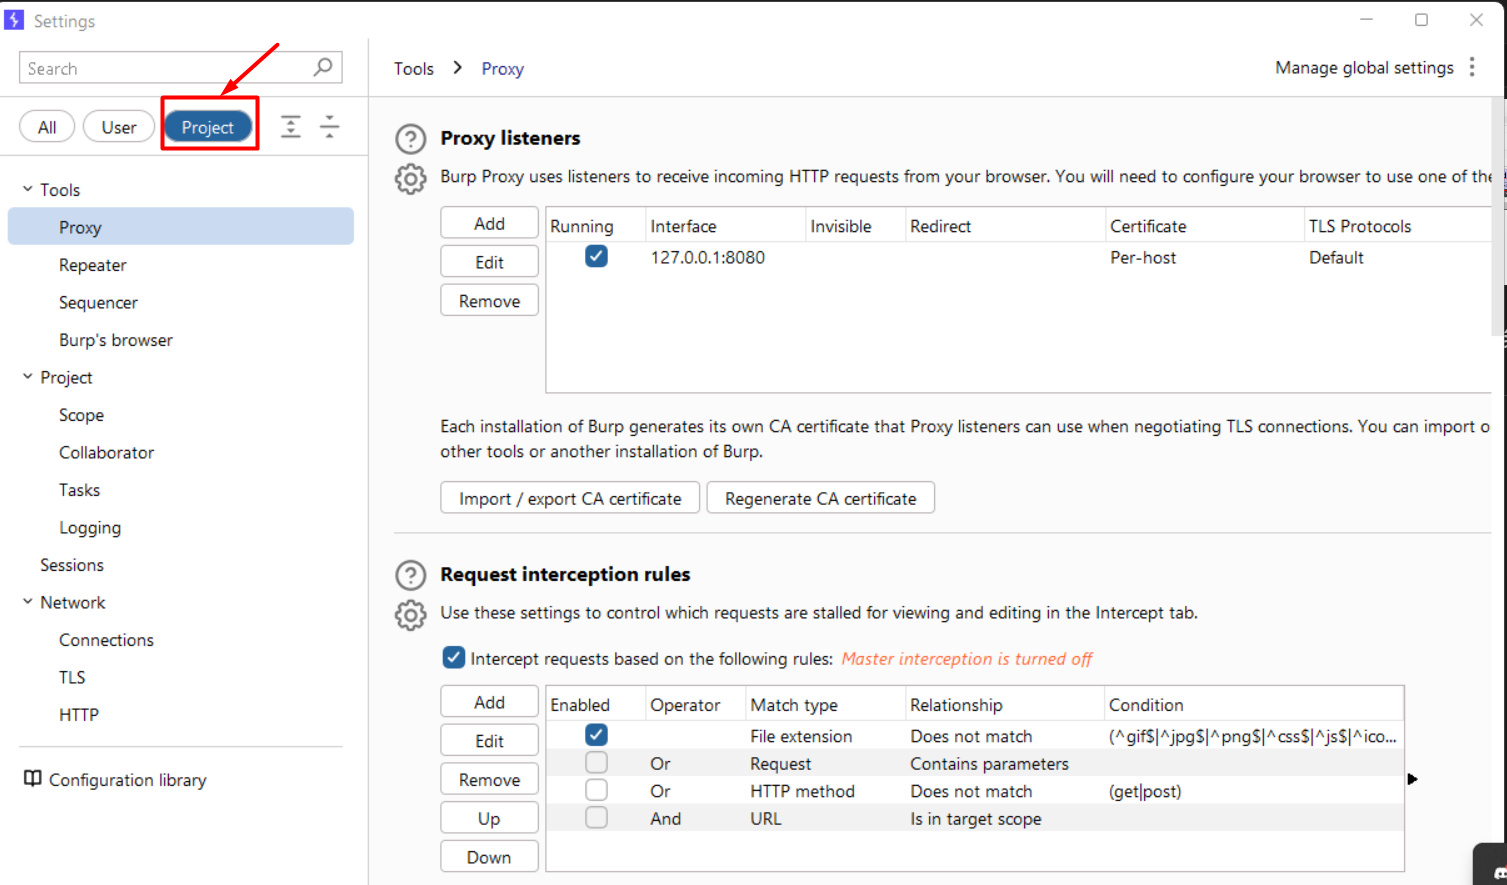 Settings
Search
All User Project
Tools
Proxy
Repeater
Sequencer
Burp's browser
Project
Scope
Collaborator
Tasks
Logging
Sessions
Network
Connections
TLS
HTTP
Configuration library
Tools > Proxy
Manage global settings
Proxy listeners
Burp Proxy uses listeners to receive incoming HTTP requests from your browser. You will need to configure your browser to use one of the
Add
Edit
Remove
Running Interface Invisible Redirect Certificate TLS Protocols
127.0.0.1:8080 Per-host Default
Each installation of Burp generates its own CA certificate that Proxy listeners can use when negotiating TLS connections. You can import o
other tools or another installation of Burp.
Import / export CA certificate Regenerate CA certificate
Request interception rules
Use these settings to control which requests are stalled for viewing and editing in the Intercept tab.
Intercept requests based on the following rules: Master interception is turned off
Add
Edit
Remove
Up
Down
Enabled Operator Match type Relationship Condition
File extension Does not match (^gif$|^jpg$|^png$|^css$|^js$|^ico...
Or Request Contains parameters
Or HTTP method Does not match (get|post)
And URL Is in target scope